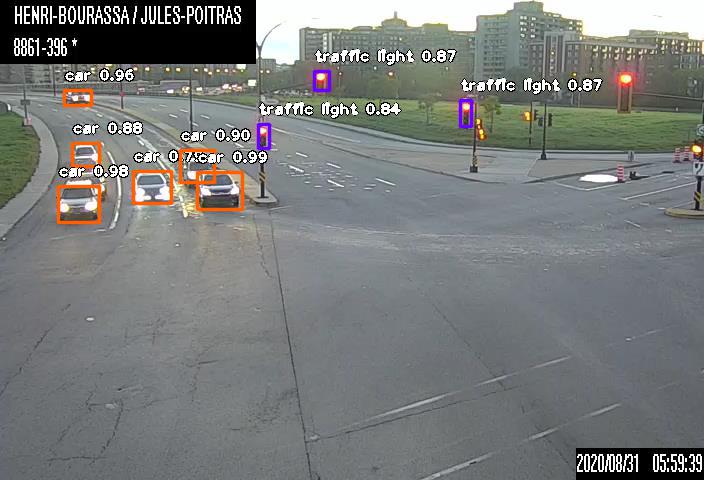 HENRI-BOURASSA / JULES-POITRAS
8861-396 *
traffic light 0.87
car 0.96
traffic light 0.87
traffic light 0.84
car 0.88
car 0.90
car
car 0.99
car 0.98
2020/08/31 05:59:39